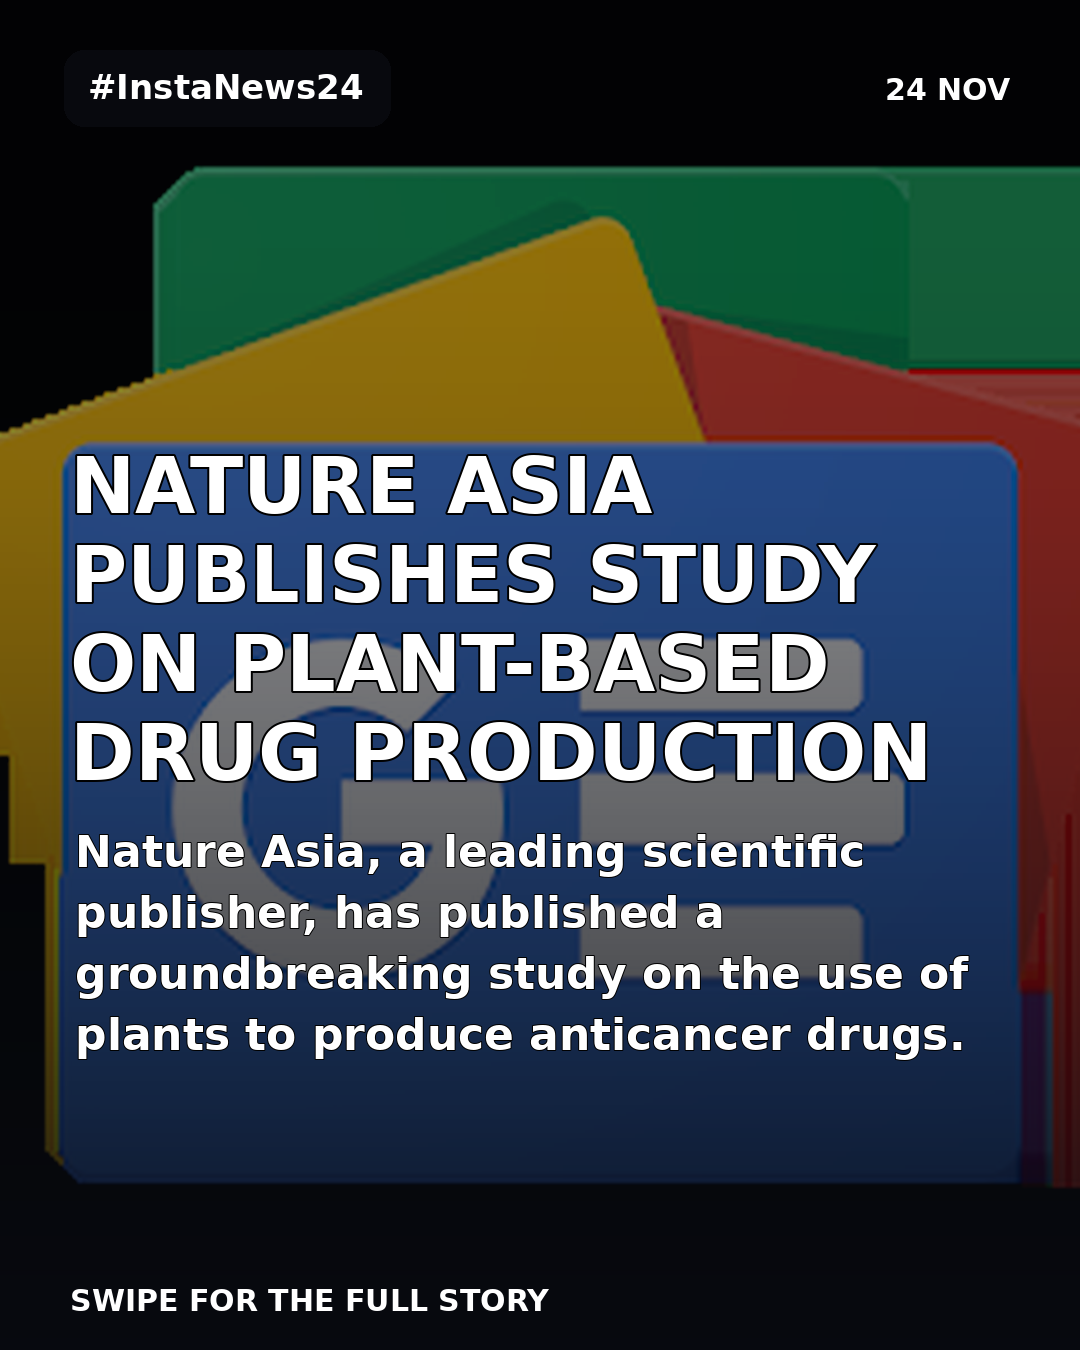 #InstaNews24
24 NOV
NATURE ASIA
PUBLISHES STUDY
ON PLANT-BASED
DRUG PRODUCTION
Nature Asia, a leading scientific
publisher, has published a
groundbreaking study on the use of
plants to produce anticancer drugs.
SWIPE FOR THE FULL STORY